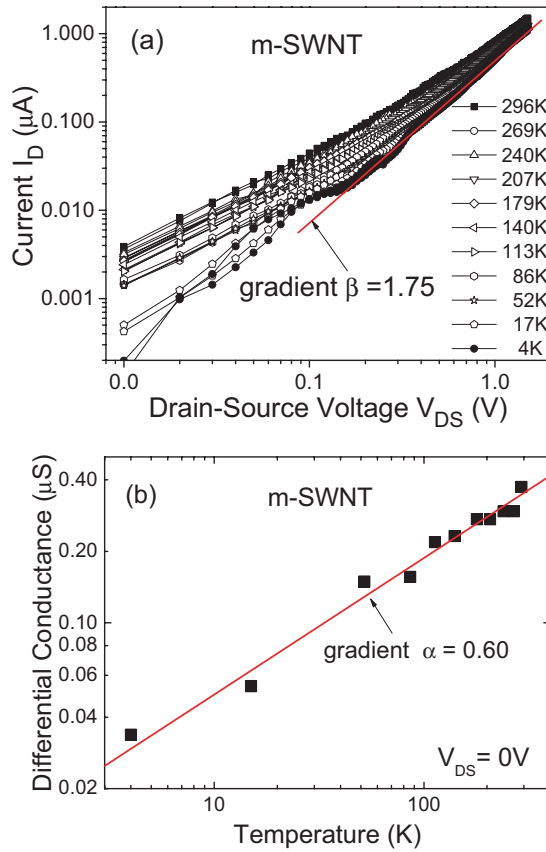 (a)
m-SWNT
1.000
0.100
0.010
0.001
Current I_D (μA)
296K
269K
240K
207K
179K
140K
113K
86K
52K
17K
4K
gradient β =1.75
0.0
0.1
1.0
Drain-Source Voltage V_DS (V)
(b)
m-SWNT
0.40
0.20
0.10
0.08
0.06
0.04
0.02
Differential Conductance (μS)
gradient α = 0.60
V_DS = 0V
10
100
Temperature (K)